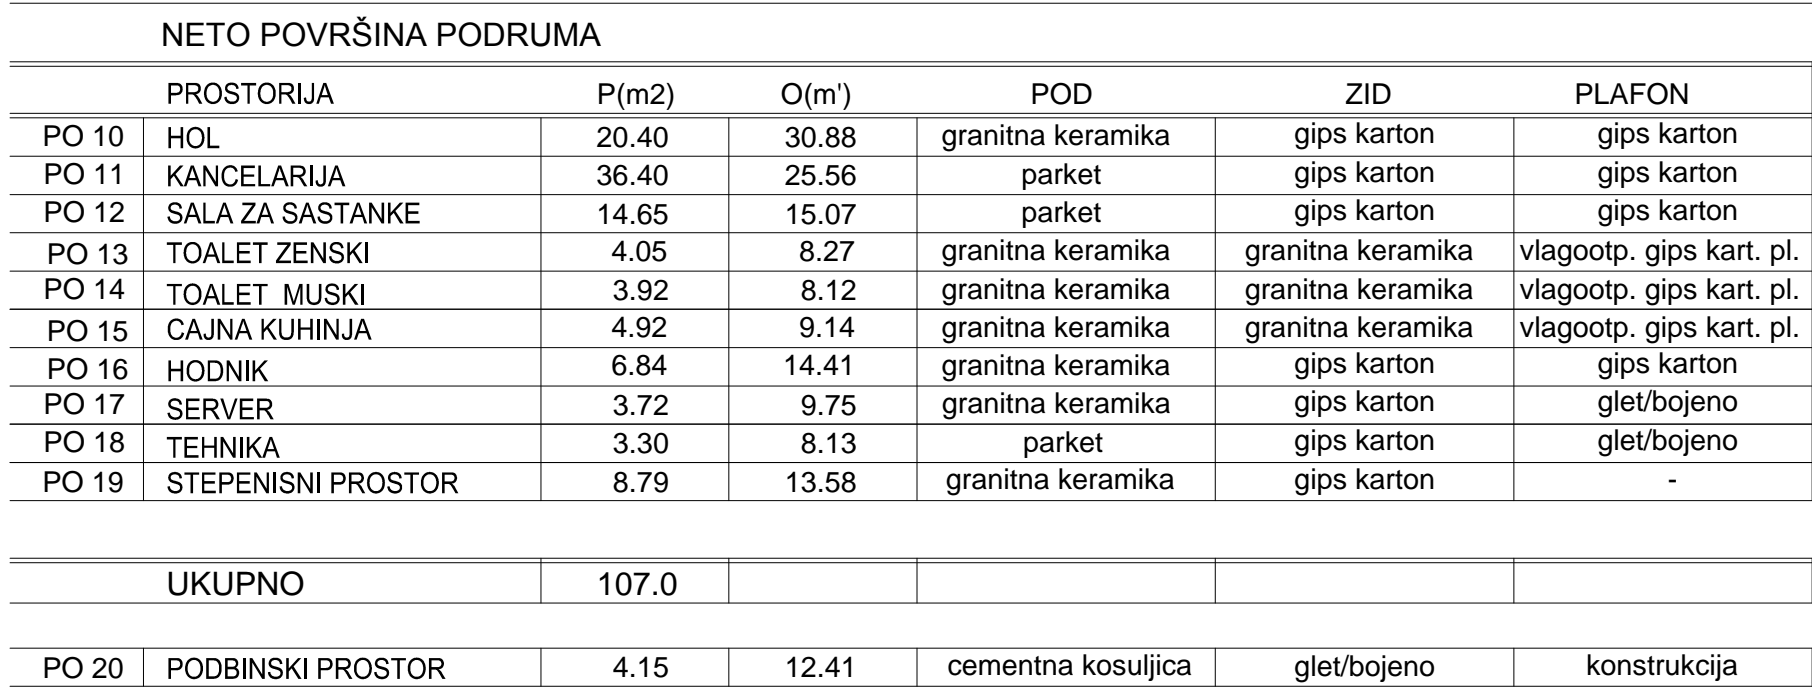 NETO POVRŠINA PODRUMA
PROSTORIJA P(m2) O(m') POD ZID PLAFON
PO 10 HOL 20.40 30.88 granitna keramika gips karton gips karton
PO 11 KANCELARIJA 36.40 25.56 parket gips karton gips karton
PO 12 SALA ZA SASTANKE 14.65 15.07 parket gips karton gips karton
PO 13 TOALET ZENSKI 4.05 8.27 granitna keramika granitna keramika vlagootp. gips kart. pl.
PO 14 TOALET MUSKI 3.92 8.12 granitna keramika granitna keramika vlagootp. gips kart. pl.
PO 15 CAJNA KUHINJA 4.92 9.14 granitna keramika granitna keramika vlagootp. gips kart. pl.
PO 16 HODNIK 6.84 14.41 granitna keramika gips karton gips karton
PO 17 SERVER 3.72 9.75 granitna keramika gips karton glet/bojeno
PO 18 TEHNIKA 3.30 8.13 parket gips karton glet/bojeno
PO 19 STEPENISNI PROSTOR 8.79 13.58 granitna keramika gips karton -
UKUPNO 107.0
PO 20 PODBINSKI PROSTOR 4.15 12.41 cementna kosuljica glet/bojeno konstrukcija